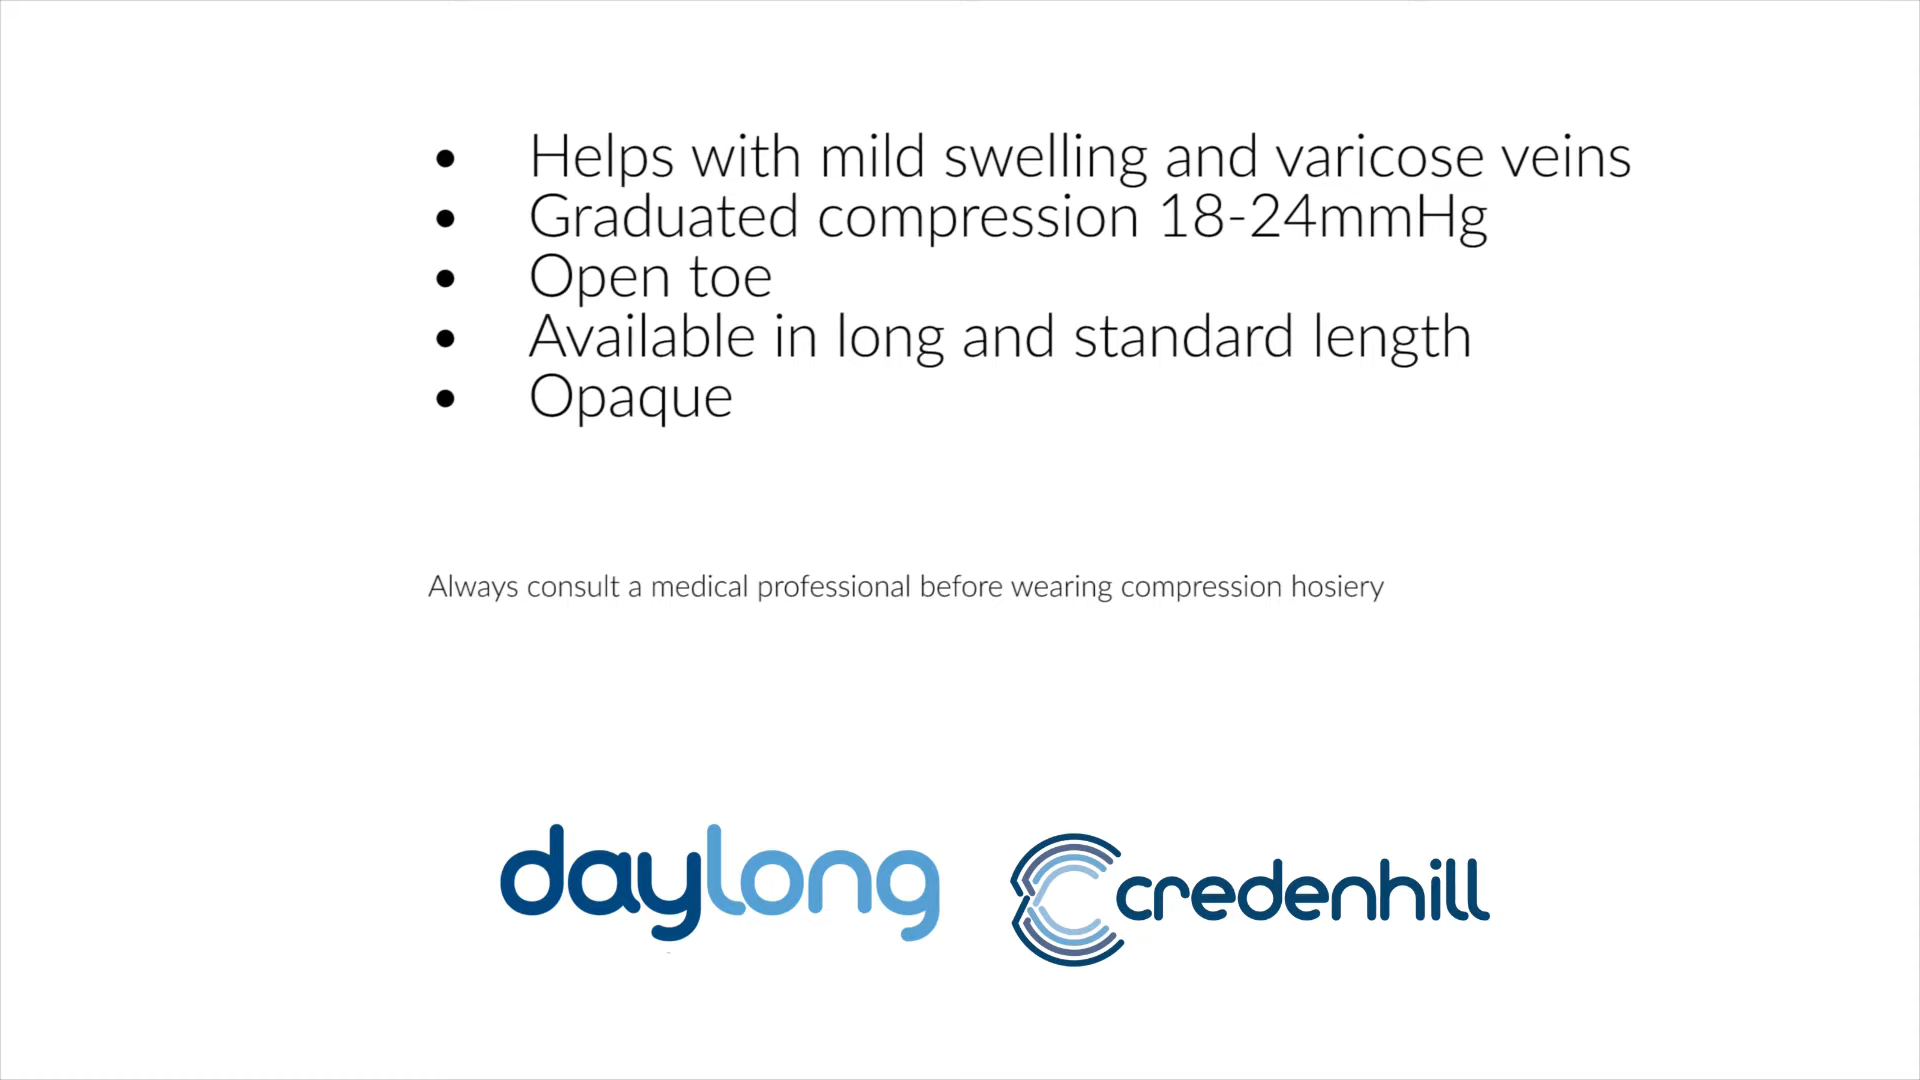 • Helps with mild swelling and varicose veins
• Graduated compression 18-24mmHg
• Open toe
• Available in long and standard length
• Opaque
Always consult a medical professional before wearing compression hosiery
daylong credenhill